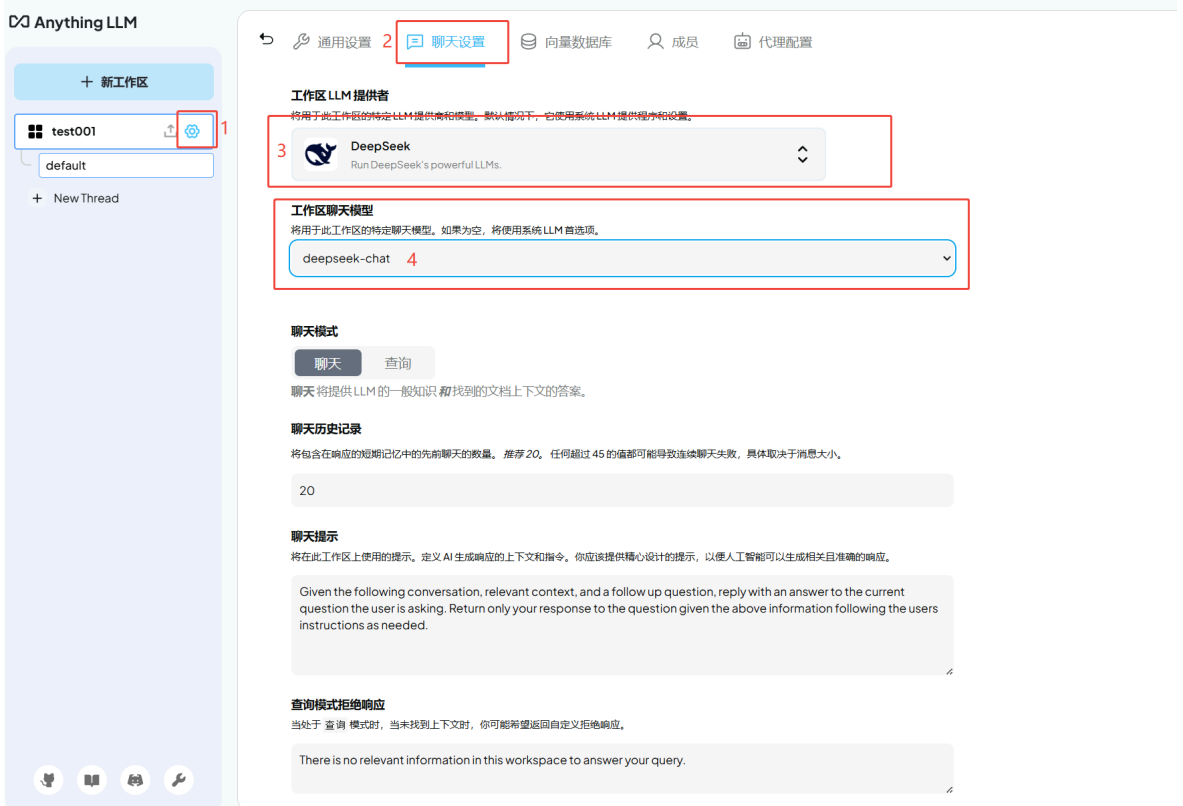 Anything LLM
通用设置 2 聊天设置 向量数据库 成员 代理配置
+ 新工作区
test001 1
default
+ New Thread
工作区 LLM 提供者
将用于此工作区的特定 LLM 提供商和模型。默认情况下，它使用系统 LLM 提供程序和设置。
3 DeepSeek
Run DeepSeek's powerful LLMs.
工作区聊天模型
将用于此工作区的特定聊天模型。如果为空，将使用系统 LLM 首选项。
deepseek-chat 4
聊天模式
聊天 查询
聊天 将提供 LLM 的一般知识 和 找到的文档上下文的答案。
聊天历史记录
将包含在响应的短期记忆中的先前聊天的数量。 推荐 20。 任何超过 45 的值都可能导致连续聊天失败，具体取决于消息大小。
20
聊天提示
将在此工作区上使用的提示。定义 AI 生成响应的上下文和指令。你应该提供精心设计的提示，以便人工智能可以生成相关且准确的响应。
Given the following conversation, relevant context, and a follow up question, reply with an answer to the current
question the user is asking. Return only your response to the question given the above information following the users
instructions as needed.
查询模式拒绝响应
当处于 查询 模式时，当未找到上下文时，你可能希望返回自定义拒绝响应。
There is no relevant information in this workspace to answer your query.